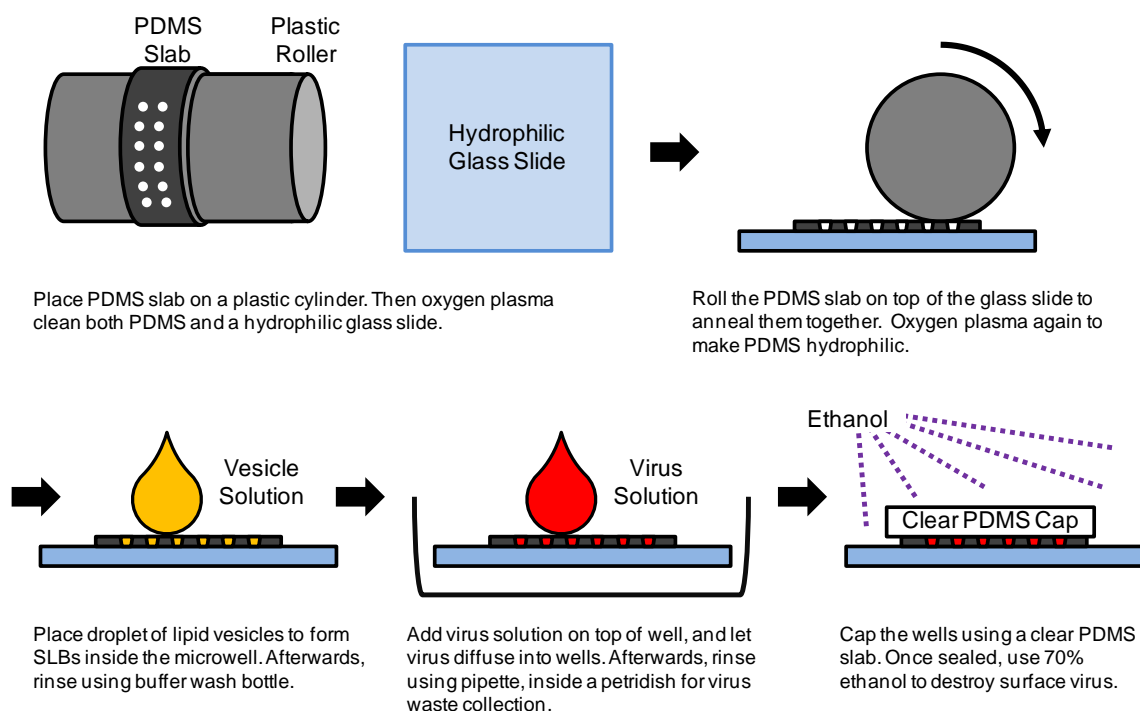 PDMS
Slab
Plastic
Roller
Hydrophilic
Glass Slide
Place PDMS slab on a plastic cylinder. Then oxygen plasma
clean both PDMS and a hydrophilic glass slide.
Roll the PDMS slab on top of the glass slide to
anneal them together. Oxygen plasma again to
make PDMS hydrophilic.
Vesicle
Solution
Virus
Solution
Ethanol
Clear PDMS Cap
Place droplet of lipid vesicles to form
SLBs inside the microwell. Afterwards,
rinse using buffer wash bottle.
Add virus solution on top of well, and let
virus diffuse into wells. Afterwards, rinse
using pipette, inside a petridish for virus
waste collection.
Cap the wells using a clear PDMS
slab. Once sealed, use 70%
ethanol to destroy surface virus.